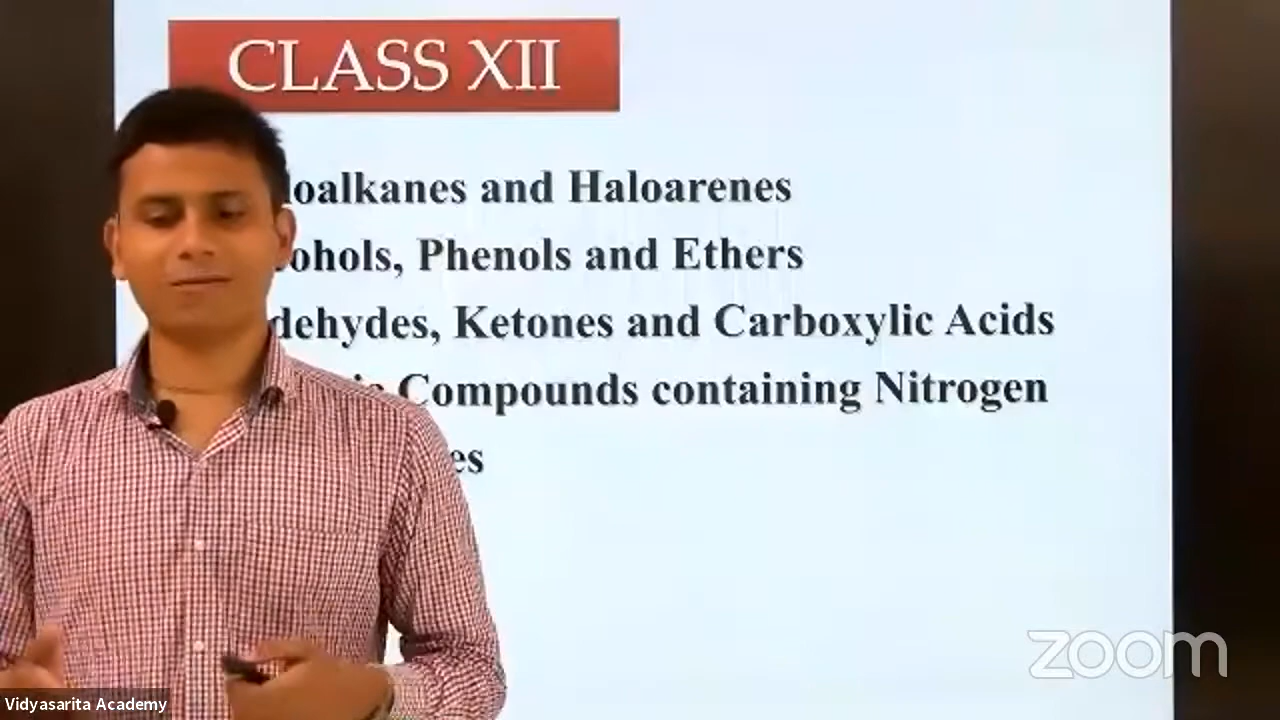 CLASS XII
loalkanes and Haloarenes
ohols, Phenols and Ethers
dehydes, Ketones and Carboxylic Acids
Compounds containing Nitrogen
es
zoom
Vidyasarita Academy